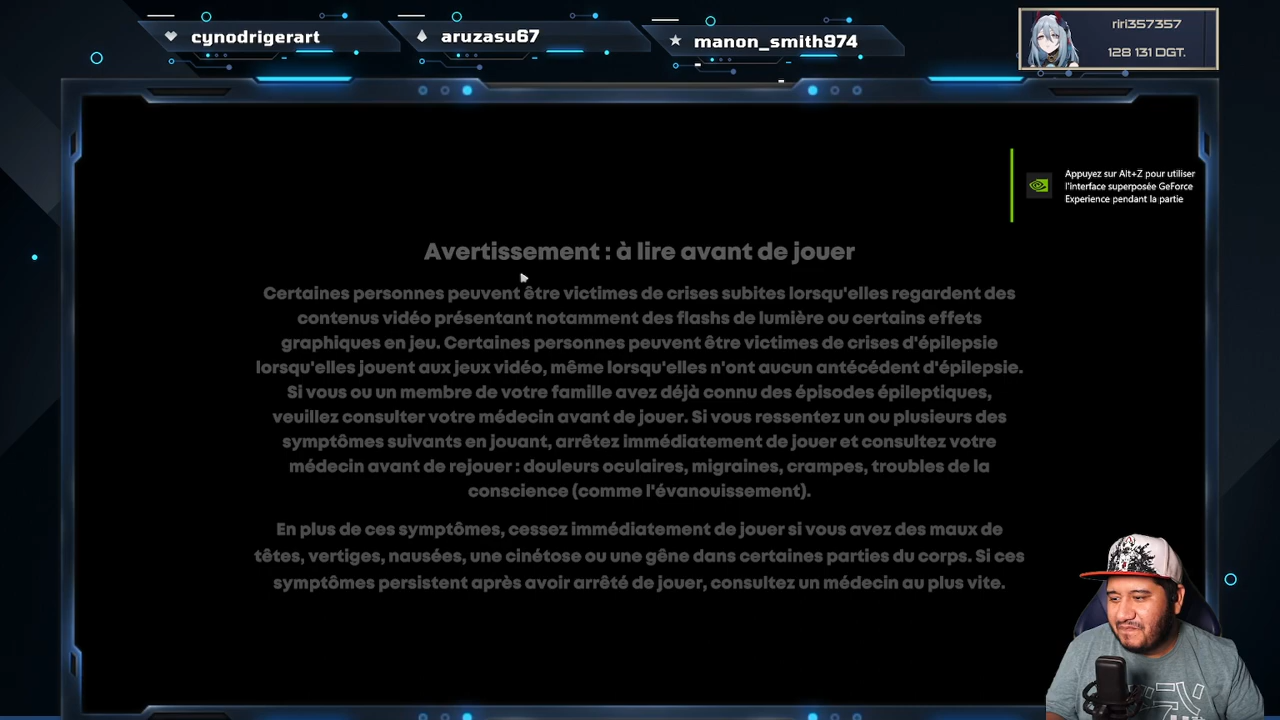 cynodrigerart
aruzasu67
manon_smith974
riri357357
128 131 DGT.
Appuyez sur Alt+Z pour utiliser
l'interface superposée GeForce
Experience pendant la partie
Avertissement : à lire avant de jouer
Certaines personnes peuvent être victimes de crises subites lorsqu'elles regardent des
contenus vidéo présentant notamment des flashs de lumière ou certains effets
graphiques en jeu. Certaines personnes peuvent être victimes de crises d'épilepsie
lorsqu'elles jouent aux jeux vidéo, même lorsqu'elles n'ont aucun antécédent d'épilepsie.
Si vous ou un membre de votre famille avez déjà connu des épisodes épileptiques,
veuillez consulter votre médecin avant de jouer. Si vous ressentez un ou plusieurs des
symptômes suivants en jouant, arrêtez immédiatement de jouer et consultez votre
médecin avant de rejouer : douleurs oculaires, migraines, crampes, troubles de la
conscience (comme l'évanouissement).
En plus de ces symptômes, cessez immédiatement de jouer si vous avez des maux de
têtes, vertiges, nausées, une cinétose ou une gêne dans certaines parties du corps. Si ces
symptômes persistent après avoir arrêté de jouer, consultez un médecin au plus vite.